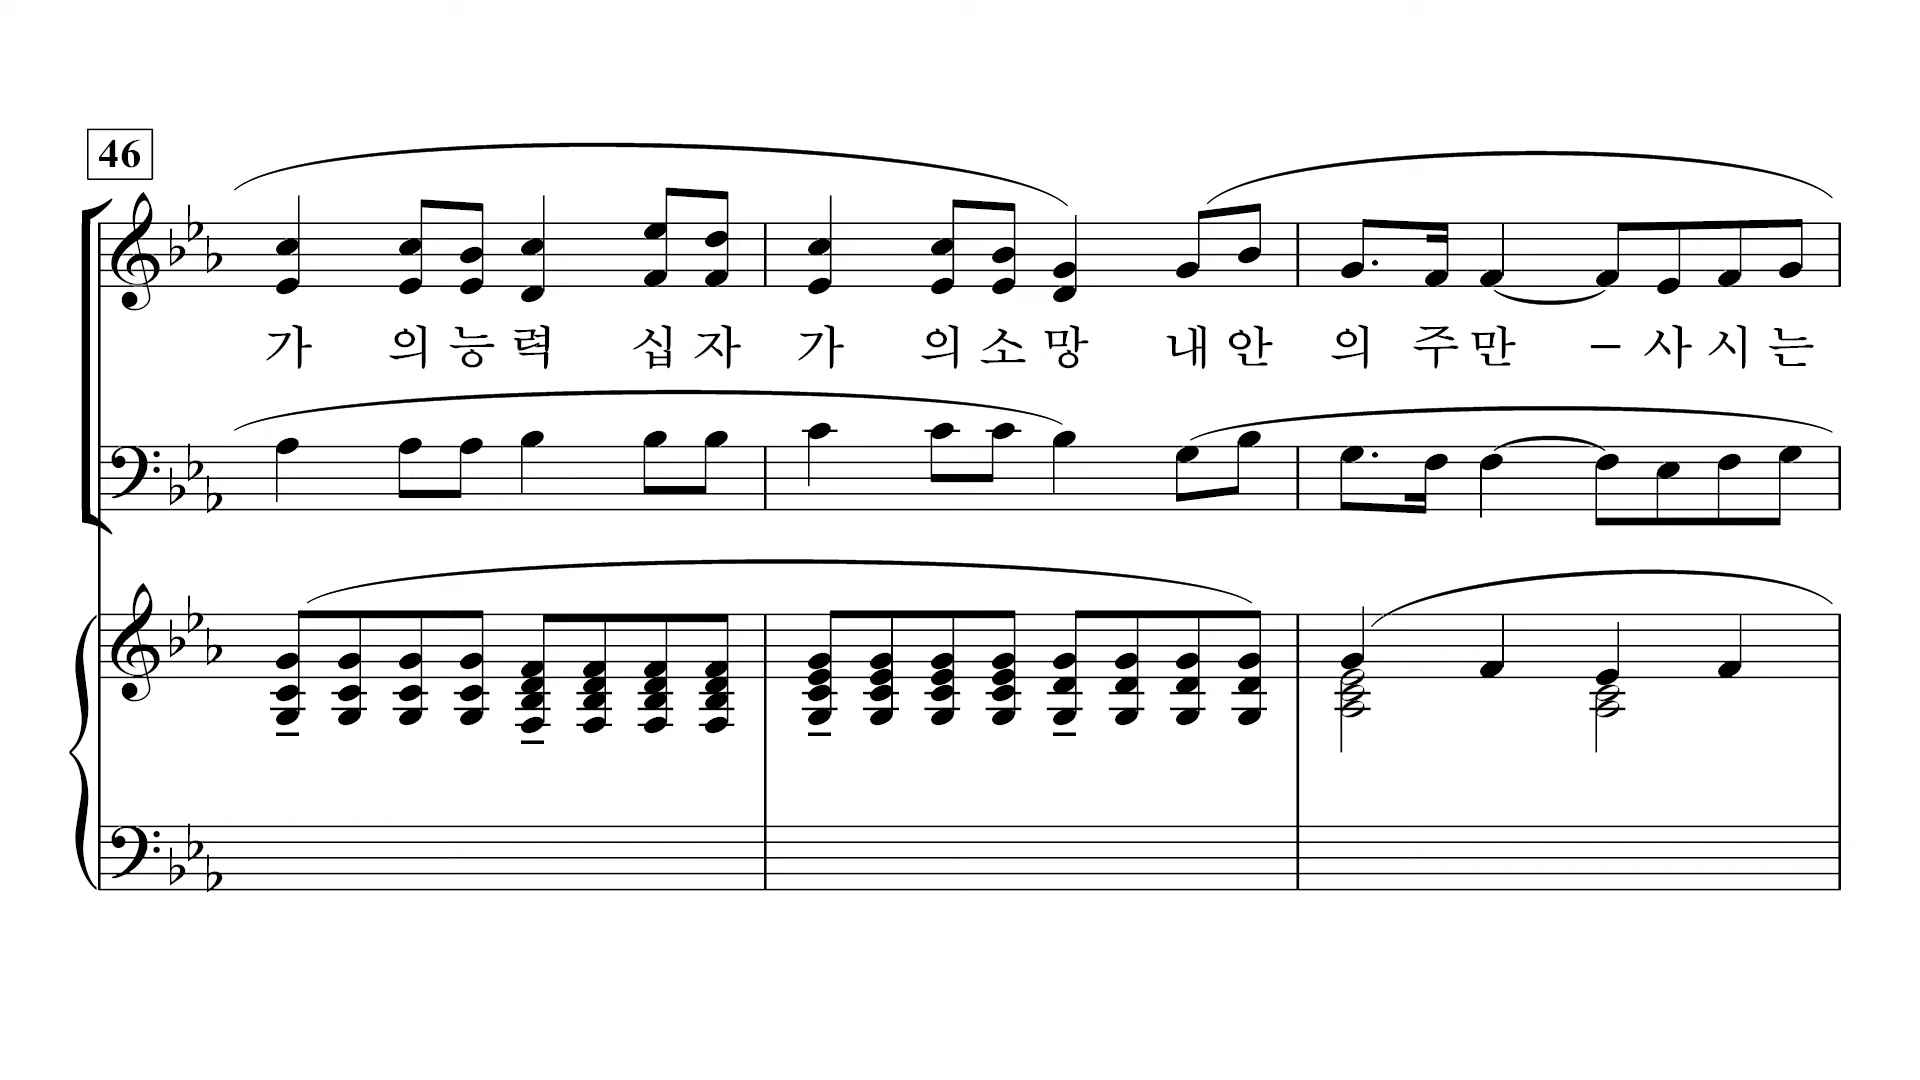 46
가 의 능 력 십 자 가 의 소 망 내 안 의 주 만 – 사 시 는